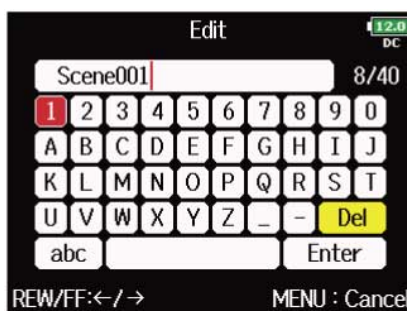 Edit
12.0
DC
Scene001
8/40
1 2 3 4 5 6 7 8 9 0
A B C D E F G H I J
K L M N O P Q R S T
U V W X Y Z _ - Del
abc Enter
REW/FF:←/→ MENU : Cancel